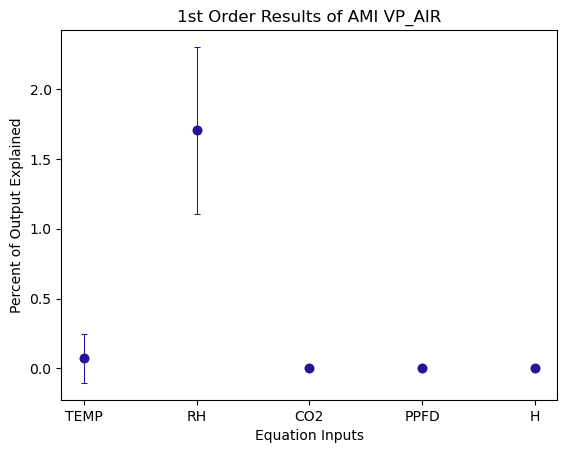 1st Order Results of AMI VP_AIR
Percent of Output Explained
2.0
1.5
1.0
0.5
0.0
TEMP RH CO2 PPFD H
Equation Inputs